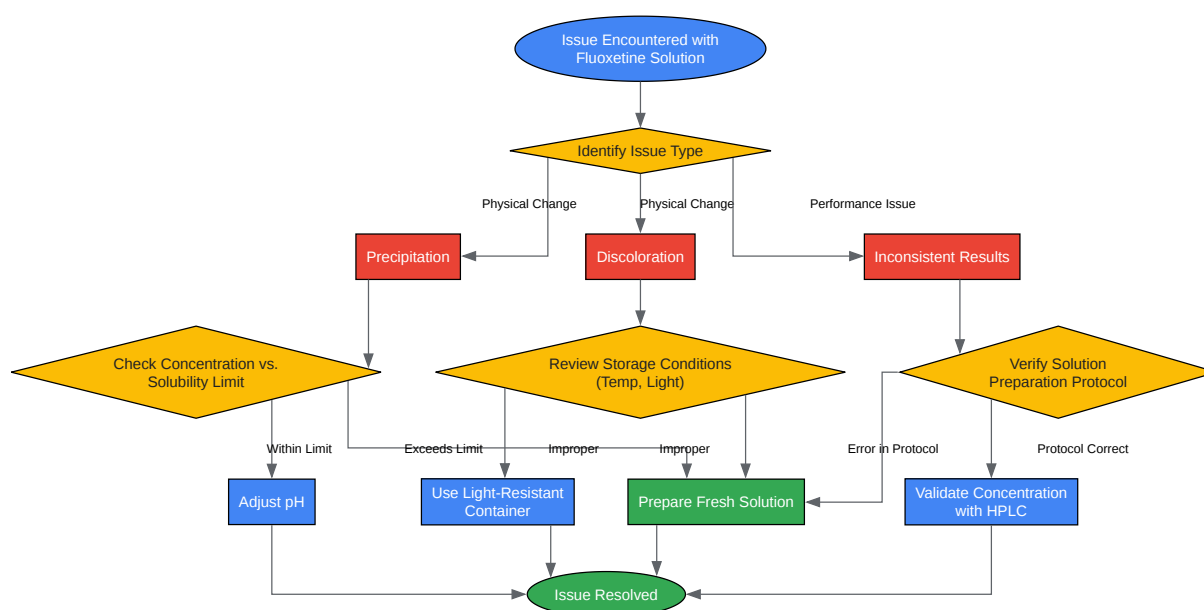 Issue Encountered with
Fluoxetine Solution
Identify Issue Type
Physical Change
Physical Change
Performance Issue
Precipitation
Discoloration
Inconsistent Results
Check Concentration vs.
Solubility Limit
Review Storage Conditions
(Temp, Light)
Verify Solution
Preparation Protocol
Within Limit
Exceeds Limit
Improper
Improper
Error in Protocol
Protocol Correct
Adjust pH
Use Light-Resistant
Container
Prepare Fresh Solution
Validate Concentration
with HPLC
Issue Resolved